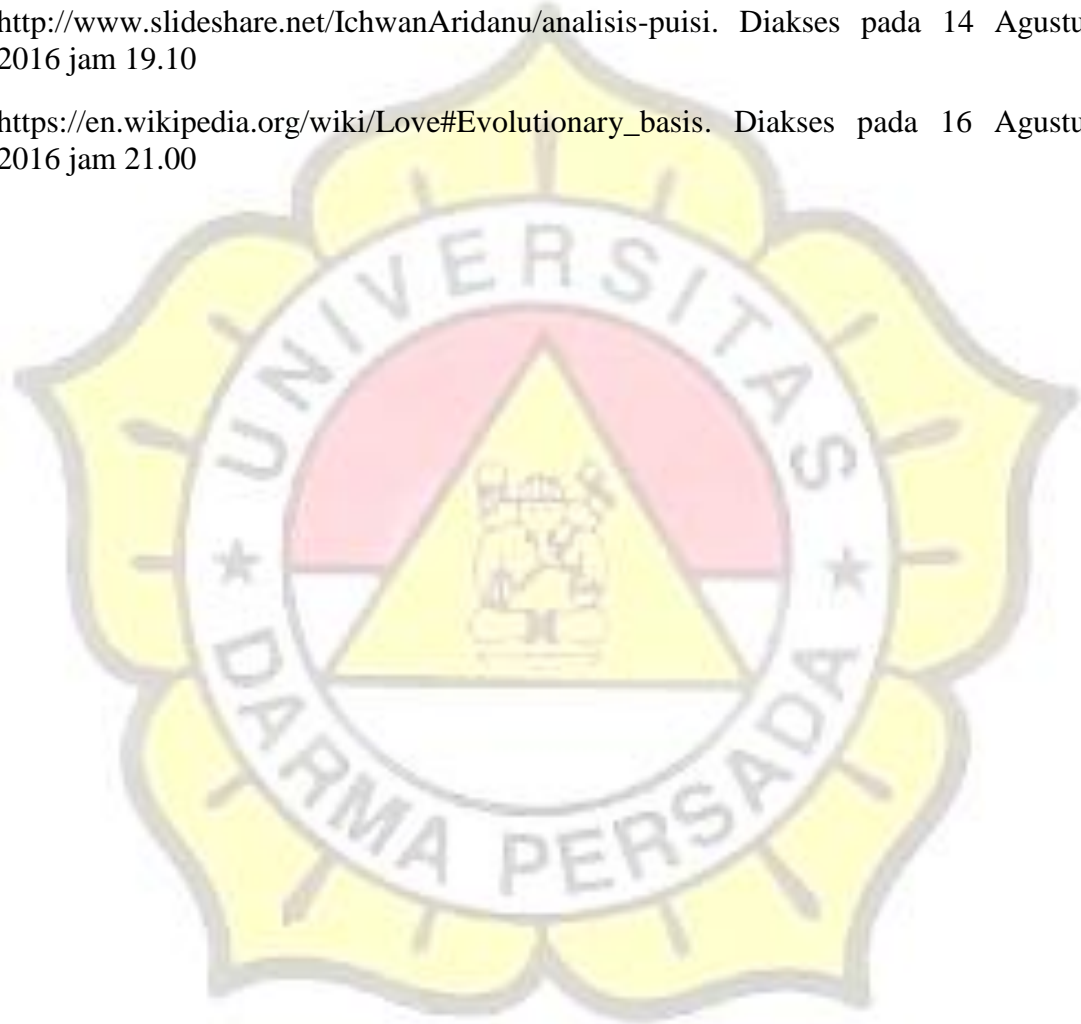 http://www.slideshare.net/IchwanAridanu/analisis-puisi. Diakses pada 14 Agustu
2016 jam 19.10
https://en.wikipedia.org/wiki/Love#Evolutionary_basis. Diakses pada 16 Agustu
2016 jam 21.00
UNIVERSITAS
DARMA PERSADA